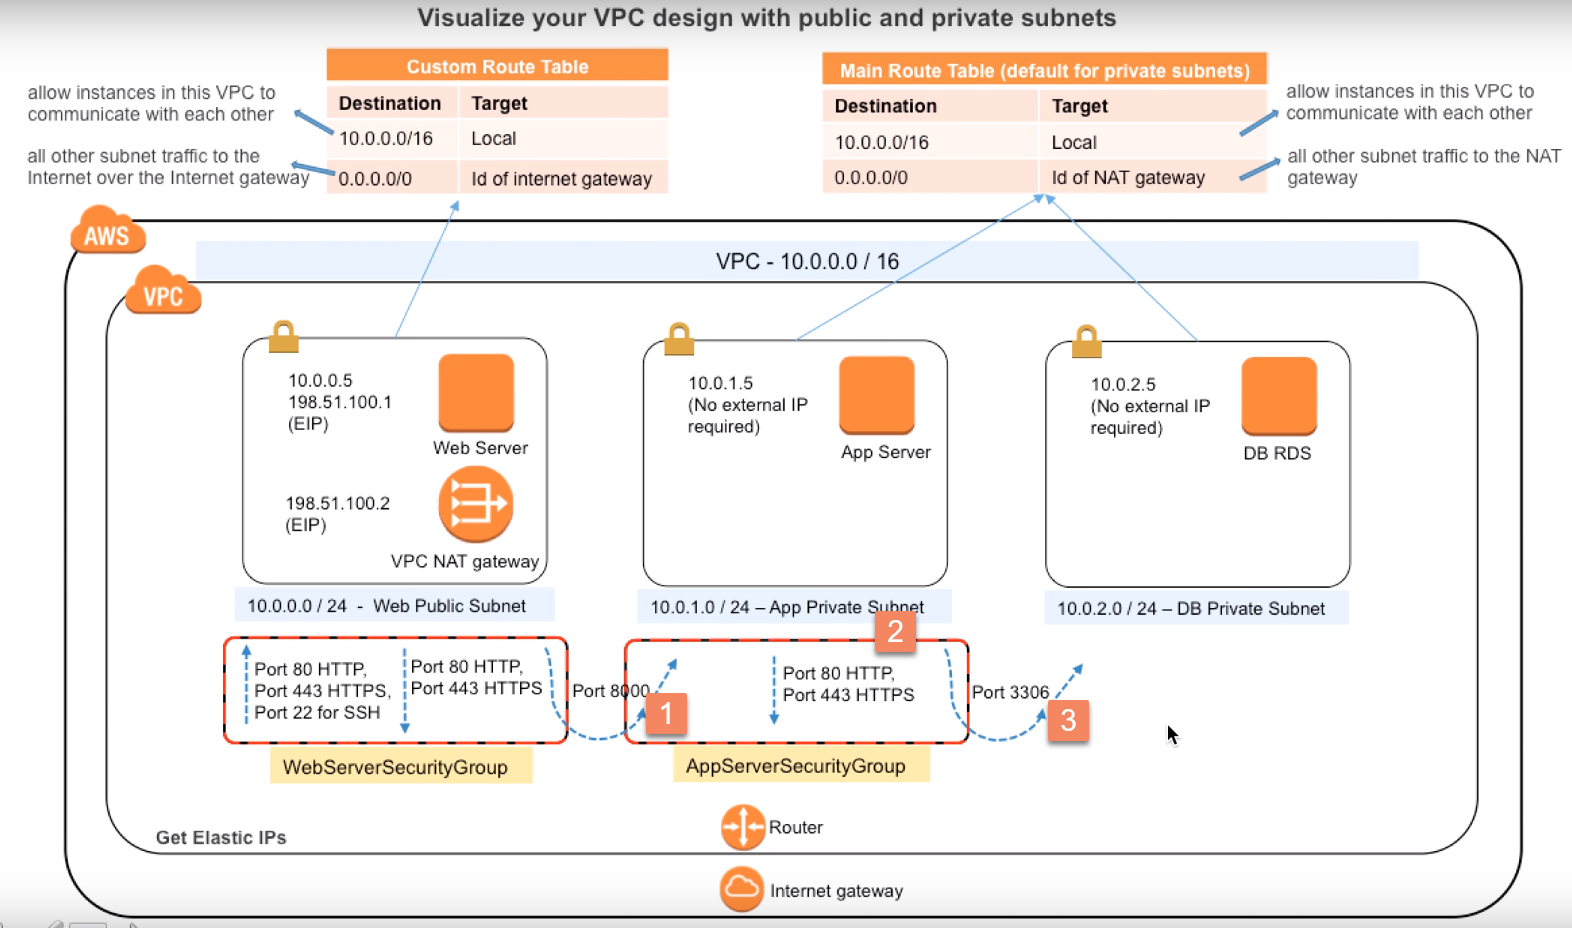 Visualize your VPC design with public and private subnets
Custom Route Table
Destination Target
10.0.0.0/16 Local
0.0.0.0/0 Id of internet gateway
allow instances in this VPC to
communicate with each other
all other subnet traffic to the
Internet over the Internet gateway
Main Route Table (default for private subnets)
Destination Target
10.0.0.0/16 Local
0.0.0.0/0 Id of NAT gateway
allow instances in this VPC to
communicate with each other
all other subnet traffic to the NAT
gateway
AWS
VPC - 10.0.0.0 / 16
VPC
10.0.0.5
198.51.100.1
(EIP)
Web Server
198.51.100.2
(EIP)
VPC NAT gateway
10.0.0.0 / 24 - Web Public Subnet
10.0.1.5
(No external IP
required)
App Server
10.0.1.0 / 24 – App Private Subnet
10.0.2.5
(No external IP
required)
DB RDS
10.0.2.0 / 24 – DB Private Subnet
Port 80 HTTP,
Port 443 HTTPS,
Port 22 for SSH
Port 80 HTTP,
Port 443 HTTPS
Port 8000
1
2
Port 80 HTTP,
Port 443 HTTPS
Port 3306
3
WebServerSecurityGroup
AppServerSecurityGroup
Get Elastic IPs
Router
Internet gateway